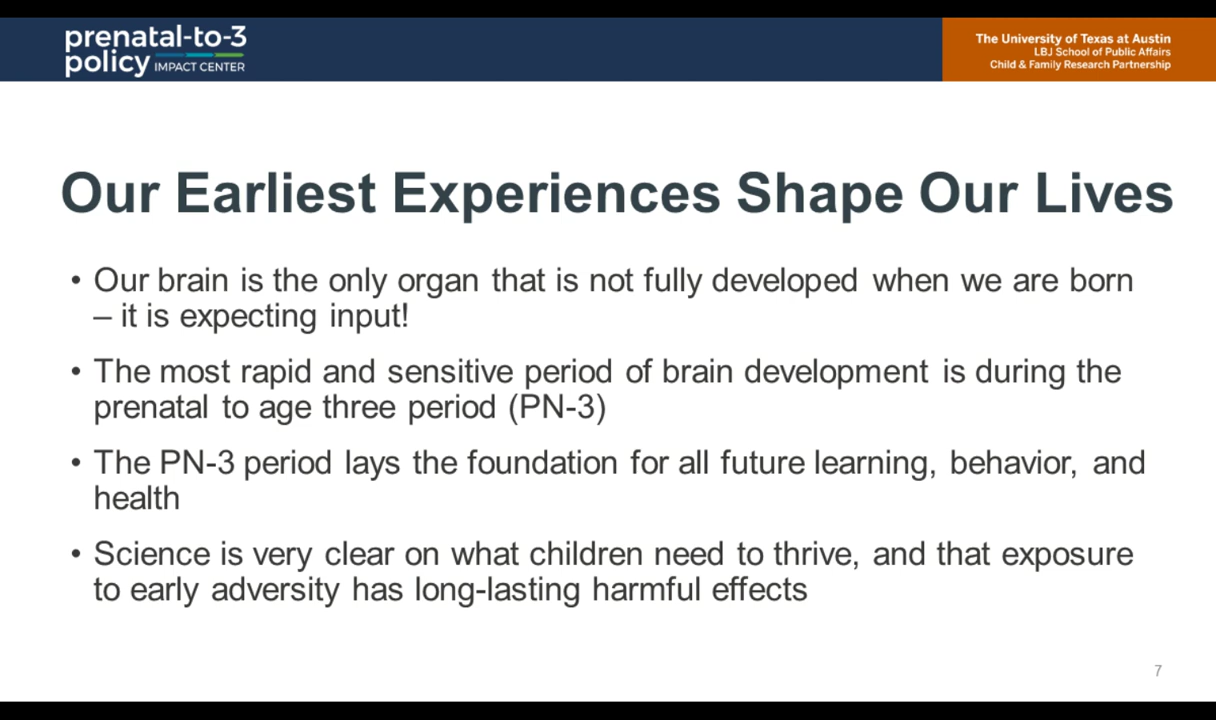 prenatal-to-3
policy IMPACT CENTER
The University of Texas at Austin
LBJ School of Public Affairs
Child & Family Research Partnership
Our Earliest Experiences Shape Our Lives
• Our brain is the only organ that is not fully developed when we are born
– it is expecting input!
• The most rapid and sensitive period of brain development is during the
prenatal to age three period (PN-3)
• The PN-3 period lays the foundation for all future learning, behavior, and
health
• Science is very clear on what children need to thrive, and that exposure
to early adversity has long-lasting harmful effects
7